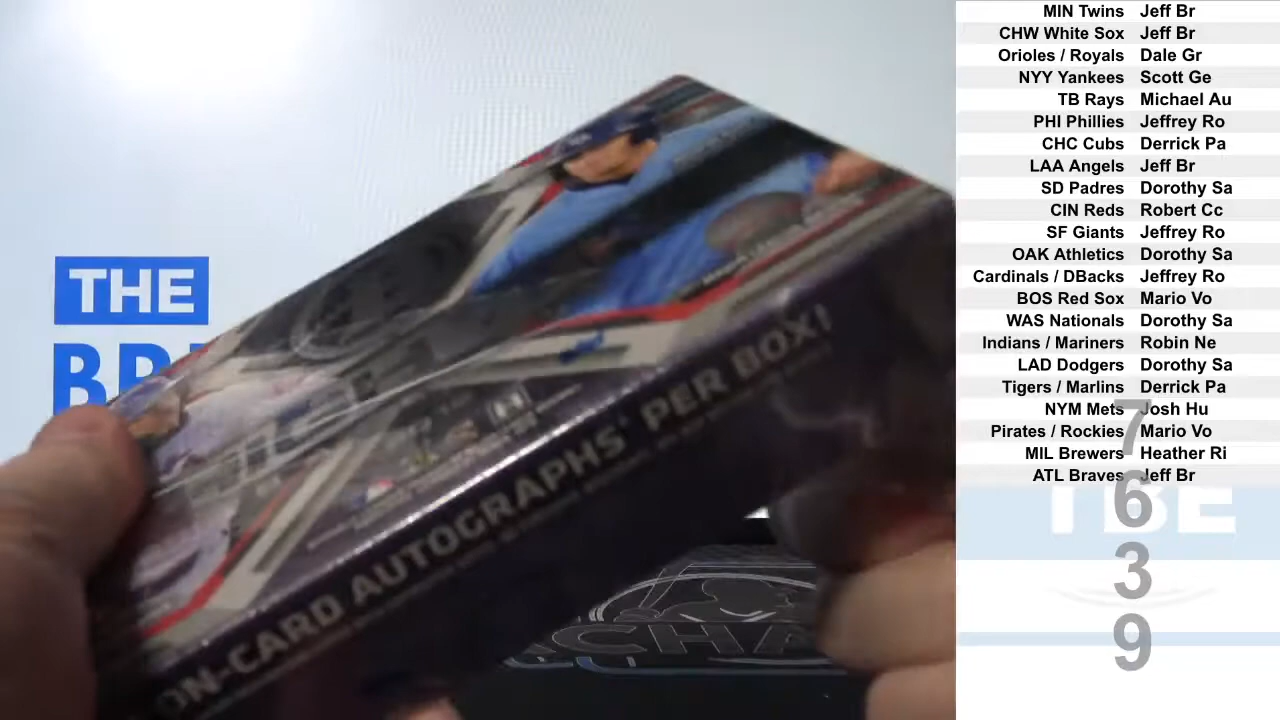 THE
ON-CARD AUTOGRAPHS PER BOX!
CHA
MIN Twins Jeff Br
CHW White Sox Jeff Br
Orioles / Royals Dale Gr
NYY Yankees Scott Ge
TB Rays Michael Au
PHI Phillies Jeffrey Ro
CHC Cubs Derrick Pa
LAA Angels Jeff Br
SD Padres Dorothy Sa
CIN Reds Robert Cc
SF Giants Jeffrey Ro
OAK Athletics Dorothy Sa
Cardinals / DBacks Jeffrey Ro
BOS Red Sox Mario Vo
WAS Nationals Dorothy Sa
Indians / Mariners Robin Ne
LAD Dodgers Dorothy Sa
Tigers / Marlins Derrick Pa
NYM Mets Josh Hu
Pirates / Rockies Mario Vo
MIL Brewers Heather Ri
ATL Braves Jeff Br
TBE
7
6
3
9